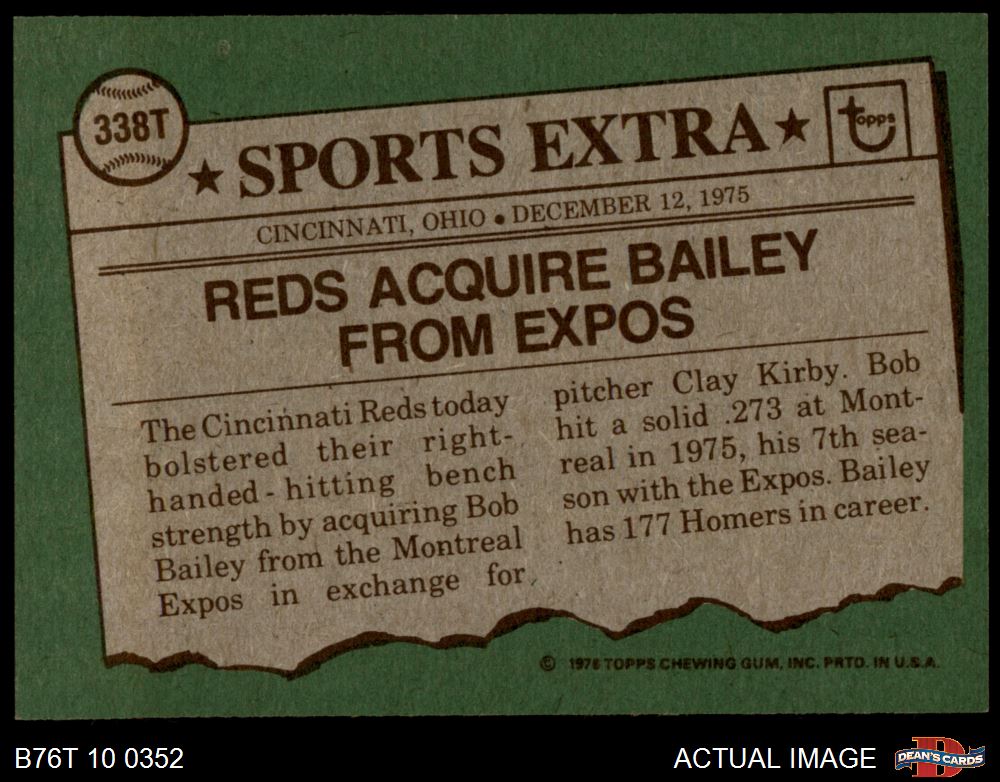 338T
★ SPORTS EXTRA ★
topps
CINCINNATI, OHIO • DECEMBER 12, 1975
REDS ACQUIRE BAILEY
FROM EXPOS
The Cincinnati Reds today
bolstered their right-
handed-hitting bench
strength by acquiring Bob
Bailey from the Montreal
Expos in exchange for
pitcher Clay Kirby. Bob
hit a solid .273 at Mont-
real in 1975, his 7th sea-
son with the Expos. Bailey
has 177 Homers in career.
© 1976 TOPPS CHEWING GUM, INC. PRTD. IN U.S.A.
B76T 10 0352
ACTUAL IMAGE
D
DEAN'S CARDS